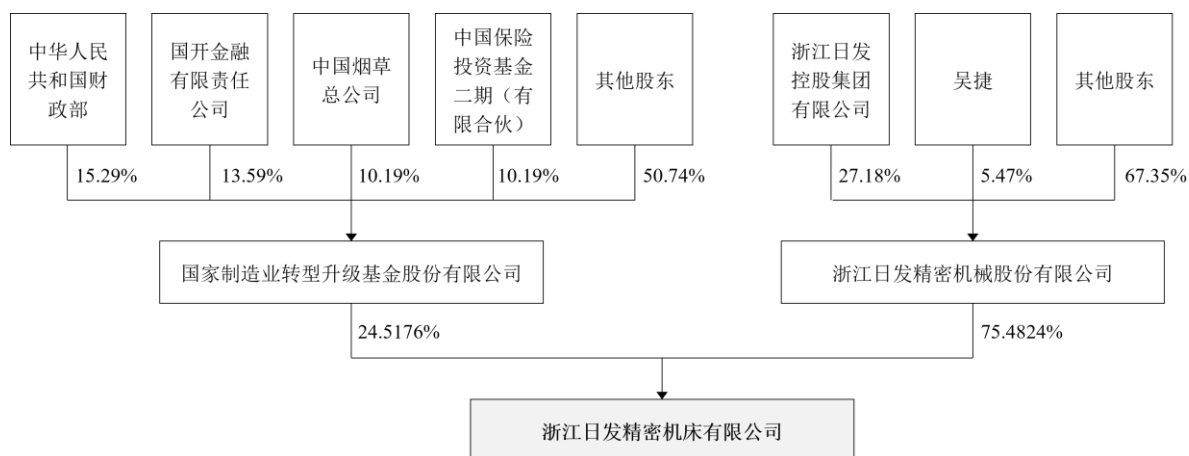 中华人民
共和国财
政部
国开金融
有限责任
公司
中国烟草
总公司
中国保险
投资基金
二期（有
限合伙）
其他股东
浙江日发
控股集团
有限公司
吴捷
其他股东
15.29%
13.59%
10.19%
10.19%
50.74%
27.18%
5.47%
67.35%
国家制造业转型升级基金股份有限公司
浙江日发精密机械股份有限公司
24.5176%
75.4824%
浙江日发精密机床有限公司